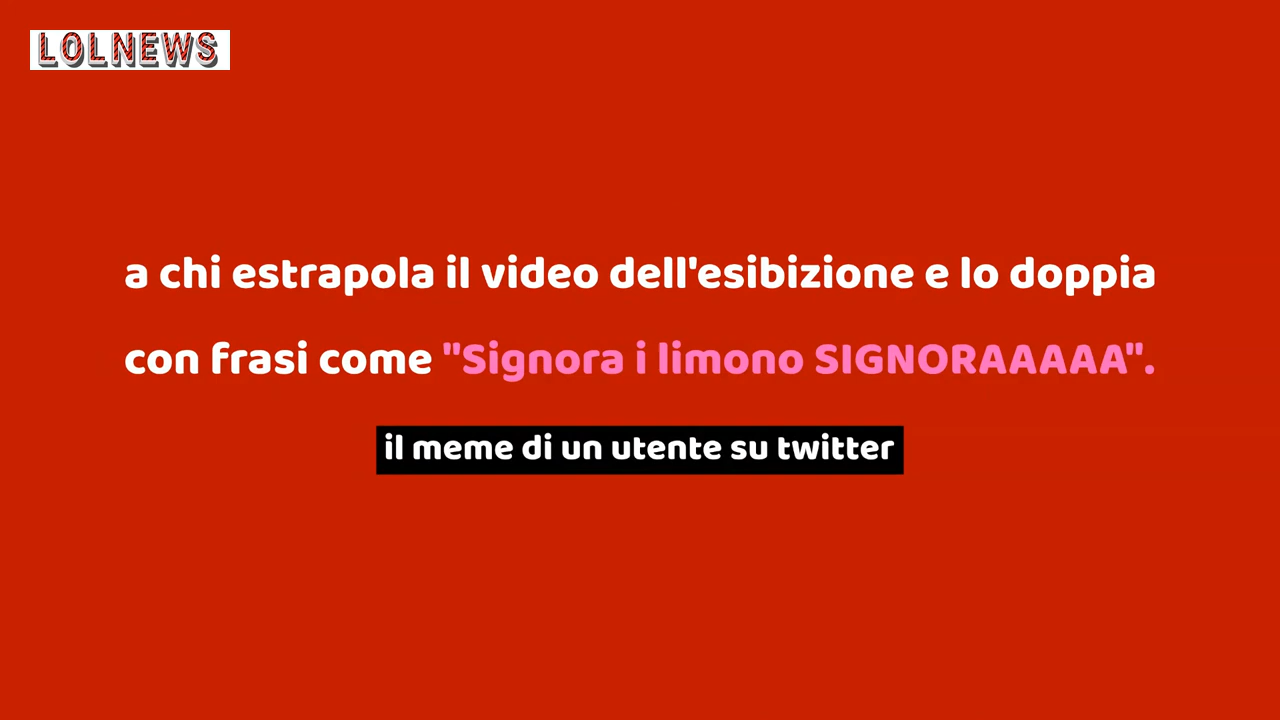 LOLNEWS
a chi estrapola il video dell'esibizione e lo doppia
con frasi come "Signora i limono SIGNORAAAAA".
il meme di un utente su twitter